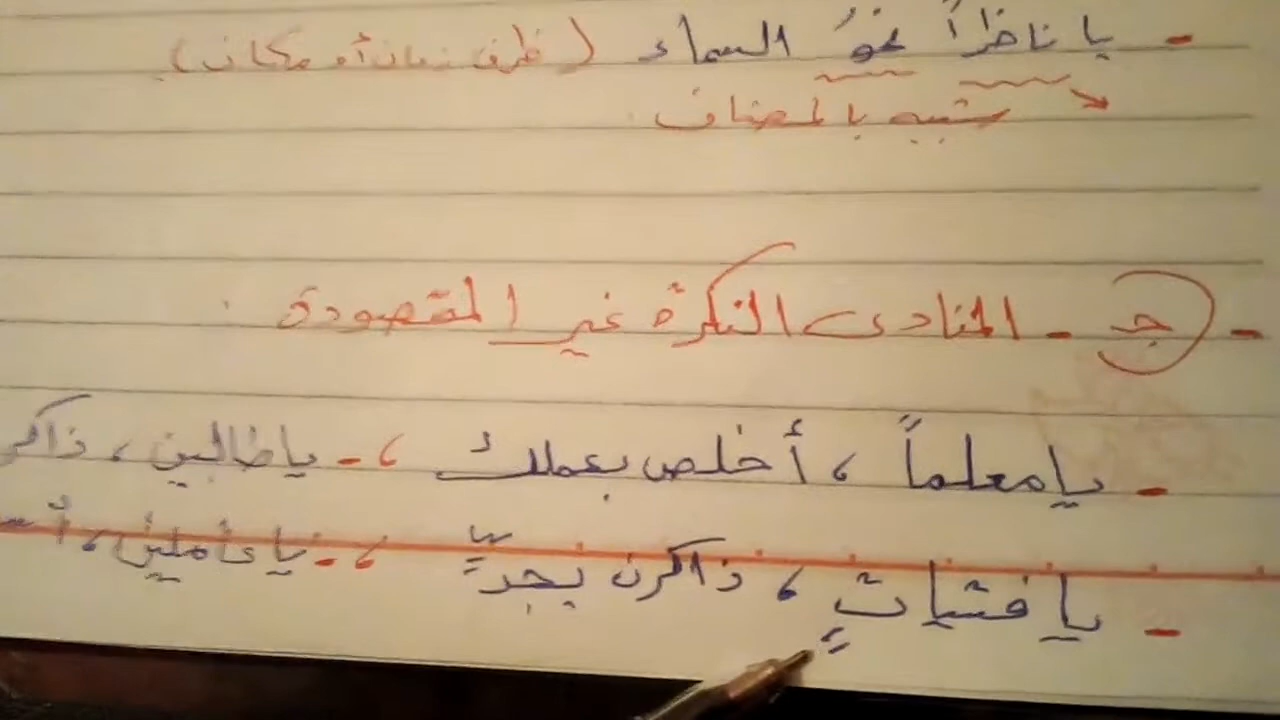 - يا ناظراً نحوَ السماء (ظرف زمان أو مكان)
شبيه بالمضاف.
- جـ - المنادى النكرة غير المقصودة.
- يا معلماً ، أخلص بعملك ، - يا طالبين ،
- يا فتياتٍ ، ذاكرن بجدٍّ ، - يا عاملين ،